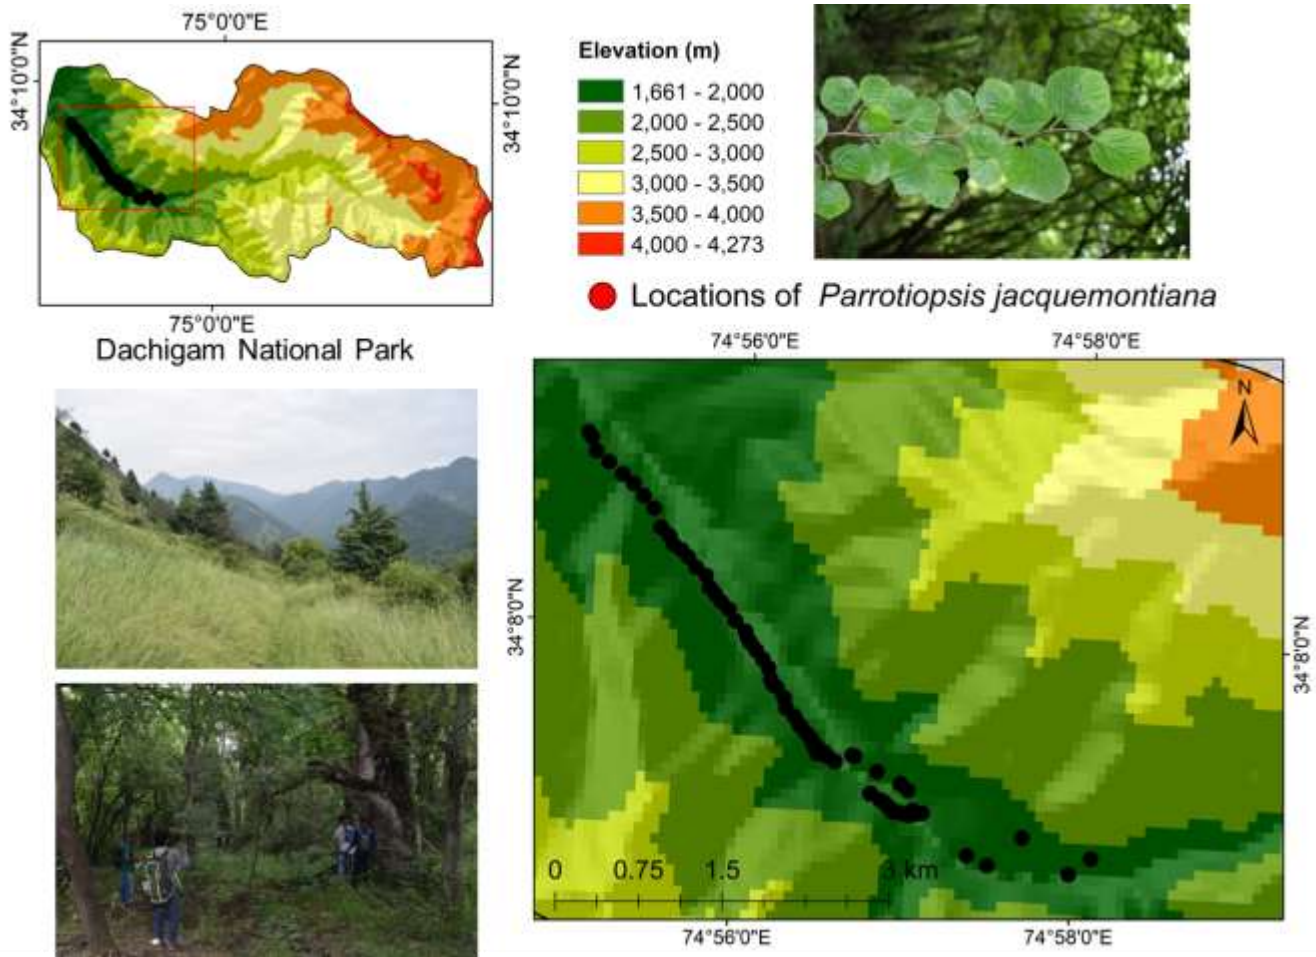 75°0'0"E
34°10'0"N
34°10'0"N
75°0'0"E
Dachigam National Park
Elevation (m)
1,661 - 2,000
2,000 - 2,500
2,500 - 3,000
3,000 - 3,500
3,500 - 4,000
4,000 - 4,273
Locations of Parrotiopsis jacquemontiana
74°56'0"E 74°58'0"E
N
34°8'0"N
34°8'0"N
0 0.75 1.5 3 km
74°56'0"E 74°58'0"E